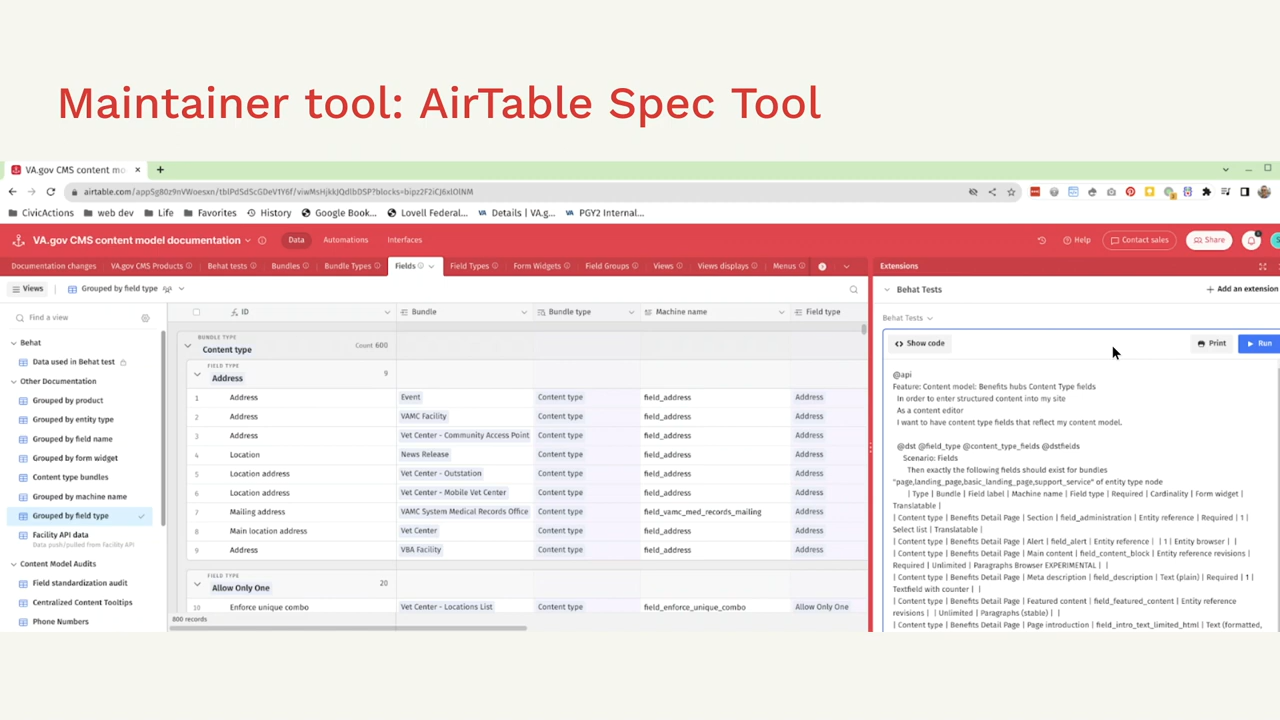 Maintainer tool: AirTable Spec Tool
VA.gov CMS content mo
airtable.com/appSg80z9nVWoesxn/tblPd5dScGDeV1Y6f/viwMsHjkkJQdlbDSP?blocks=bipz2F2iCJ6xIOlNM
CivicActions web dev Life Favorites History Google Book... Lovell Federal... VA Details | VA.g... VA PGY2 Internal...
VA.gov CMS content model documentation Data Automations Interfaces Help Contact sales Share
Documentation changes VA.gov CMS Products Behat tests Bundles Bundle Types Fields Field Types Form Widgets Field Groups Views Views displays Menus Extensions
Views Grouped by field type
Find a view
Behat
Data used in Behat test
Other Documentation
Grouped by product
Grouped by entity type
Grouped by field name
Grouped by form widget
Content type bundles
Grouped by machine name
Grouped by field type
Facility API data
Data push/pulled from Facility API
Content Model Audits
Field standardization audit
Centralized Content Tooltips
Phone Numbers
ID Bundle Bundle type Machine name Field type
BUNDLE TYPE
Content type Count 600
FIELD TYPE
Address 9
1 Address Event Content type field_address Address
2 Address VAMC Facility Content type field_address Address
3 Address Vet Center - Community Access Point Content type field_address Address
4 Location News Release Content type field_address Address
5 Location address Vet Center - Outstation Content type field_address Address
6 Location address Vet Center - Mobile Vet Center Content type field_address Address
7 Mailing address VAMC System Medical Records Office Content type field_vamc_med_records_mailing Address
8 Main location address Vet Center Content type field_address Address
9 Address VBA Facility Content type field_address Address
FIELD TYPE
Allow Only One 20
10 Enforce unique combo Vet Center - Locations List Content type field_enforce_unique_combo Allow Only One
800 records
Behat Tests + Add an extension
Behat Tests
Show code Print Run
@api
Feature: Content model: Benefits hubs Content Type fields
In order to enter structured content into my site
As a content editor
I want to have content type fields that reflect my content model.
@dst @field_type @content_type_fields @dstfields
Scenario: Fields
Then exactly the following fields should exist for bundles
"page,landing_page,basic_landing_page,support_service" of entity type node
| Type | Bundle | Field label | Machine name | Field type | Required | Cardinality | Form widget |
Translatable |
| Content type | Benefits Detail Page | Section | field_administration | Entity reference | Required | 1 |
Select list | Translatable |
| Content type | Benefits Detail Page | Alert | field_alert | Entity reference | | 1 | Entity browser | |
| Content type | Benefits Detail Page | Main content | field_content_block | Entity reference revisions |
Required | Unlimited | Paragraphs Browser EXPERIMENTAL | |
| Content type | Benefits Detail Page | Meta description | field_description | Text (plain) | Required | 1 |
Textfield with counter | |
| Content type | Benefits Detail Page | Featured content | field_featured_content | Entity reference
revisions | | Unlimited | Paragraphs (stable) | |
| Content type | Benefits Detail Page | Page introduction | field_intro_text_limited_html | Text (formatted,